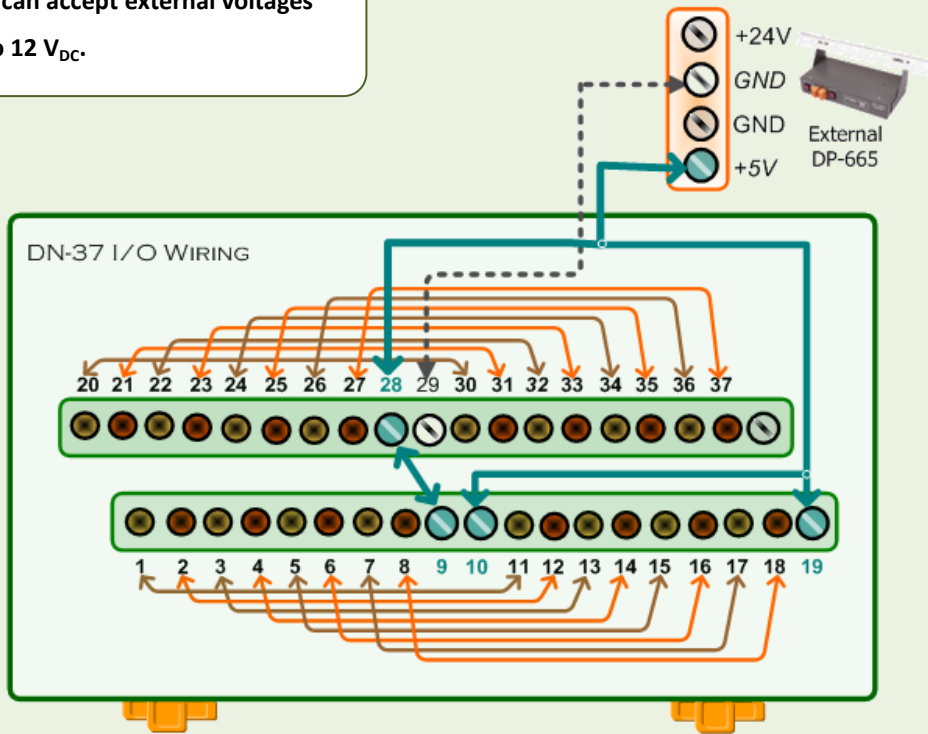 can accept external voltages
12 V_DC.
+24V
GND
GND
+5V
External
DP-665
DN-37 I/O WIRING
20 21 22 23 24 25 26 27 28 29 30 31 32 33 34 35 36 37
1 2 3 4 5 6 7 8 9 10 11 12 13 14 15 16 17 18 19